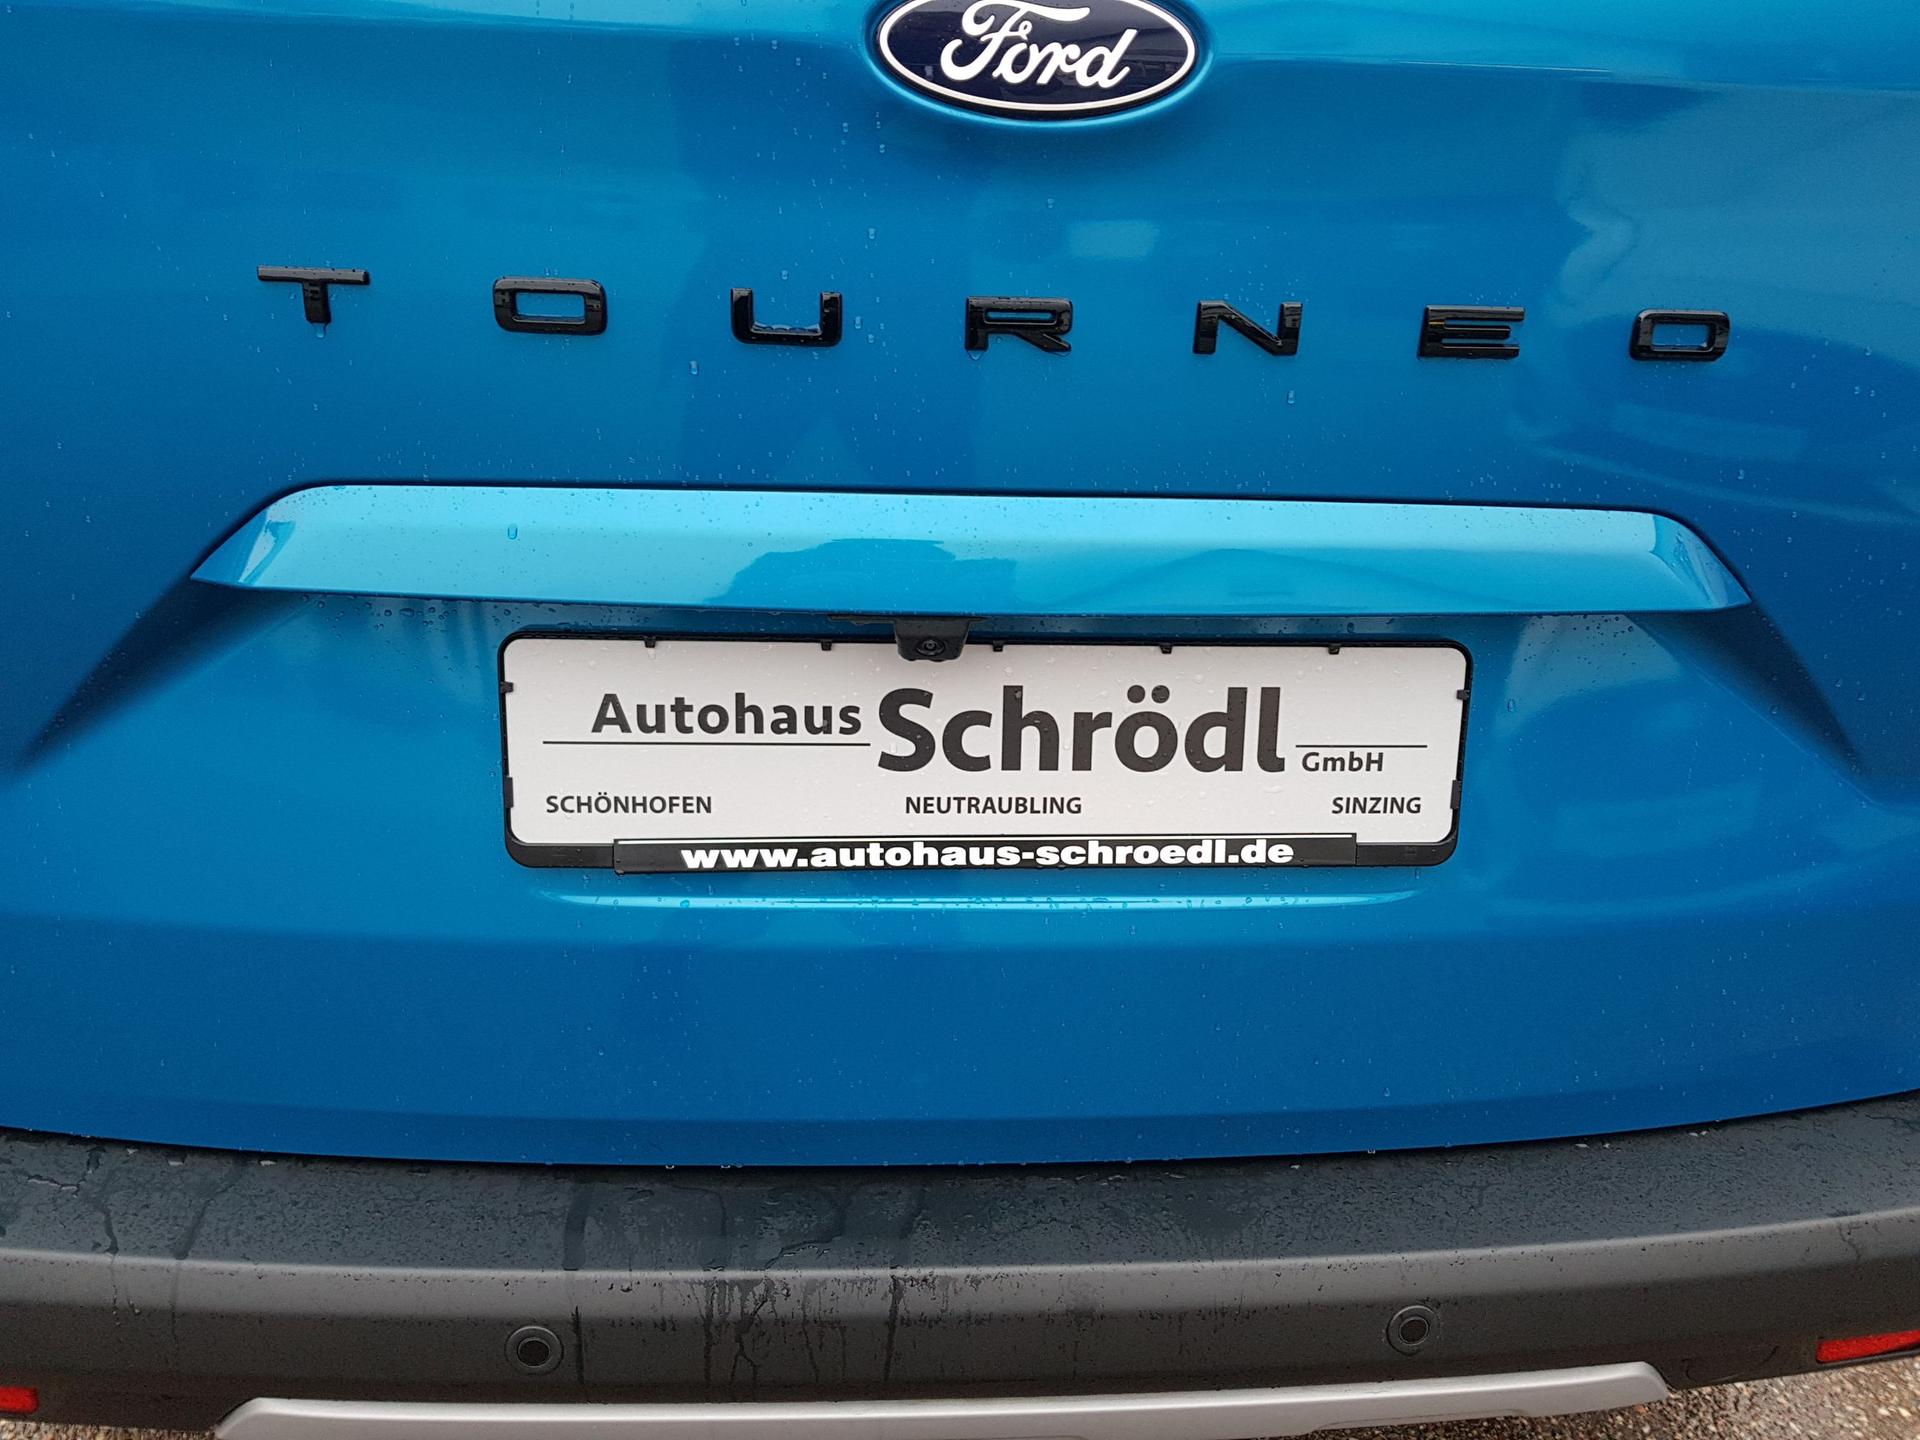 Ford
TOURNEO
Autohaus Schrödl GmbH
SCHÖNHOFEN NEUTRAUBLING SINZING
www.autohaus-schroedl.de